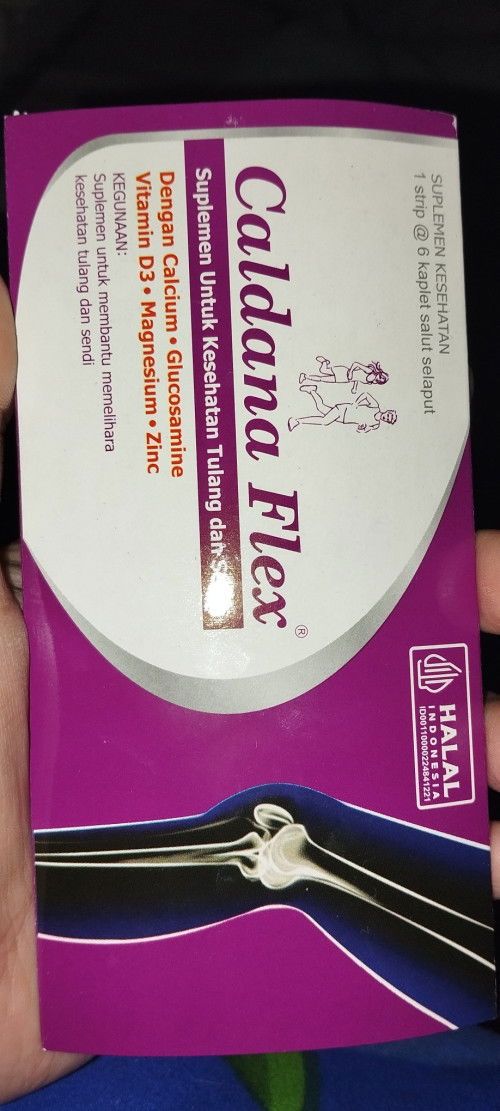 SUPLEMEN KESEHATAN
1 strip @ 6 kaplet salut selaput
Caldana Flex®
Suplemen Untuk Kesehatan Tulang dan
Dengan Calcium • Glucosamine
Vitamin D3 • Magnesium • Zinc
KEGUNAAN:
Suplemen untuk membantu memelihara
kesehatan tulang dan sendi
HALAL
INDONESIA
ID00110000224841221